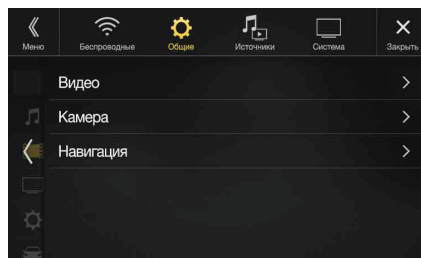 Меню Беспроводные Общие Источники Система Закрыть
Видео
Камера
Навигация